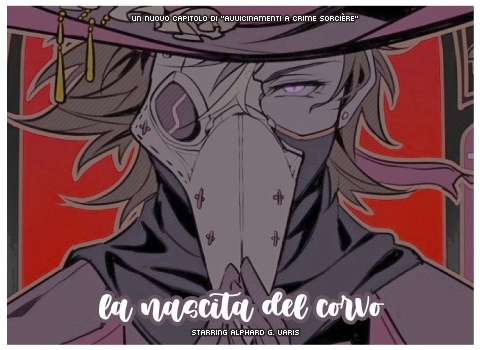 UN NUOVO CAPITOLO DI "AVVICINAMENTI A CRIME SORCIÈRE"
la nascita del corvo
STARRING ALPHARD G. VARIS